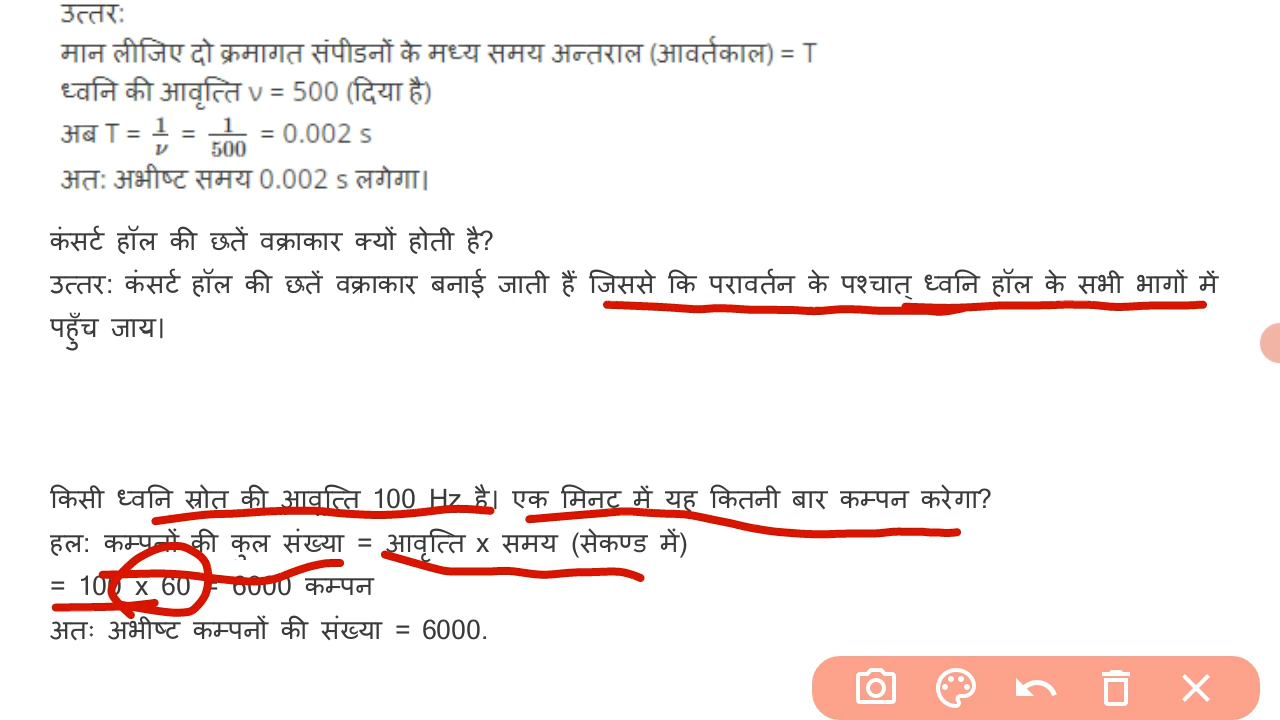 उत्तर:
मान लीजिए दो क्रमागत संपीडनों के मध्य समय अन्तराल (आवर्तकाल) = T
ध्वनि की आवृत्ति ν = 500 (दिया है)
अब T = 1/ν = 1/500 = 0.002 s
अत: अभीष्ट समय 0.002 s लगेगा।
कंसर्ट हॉल की छतें वक्राकार क्यों होती है?
उत्तर: कंसर्ट हॉल की छतें वक्राकार बनाई जाती हैं जिससे कि परावर्तन के पश्चात् ध्वनि हॉल के सभी भागों में
पहुँच जाय।
किसी ध्वनि स्रोत की आवृत्ति 100 Hz है। एक मिनट में यह कितनी बार कम्पन करेगा?
हल: कम्पनों की कुल संख्या = आवृत्ति x समय (सेकण्ड में)
= 100 x 60 = 6000 कम्पन
अतः अभीष्ट कम्पनों की संख्या = 6000.